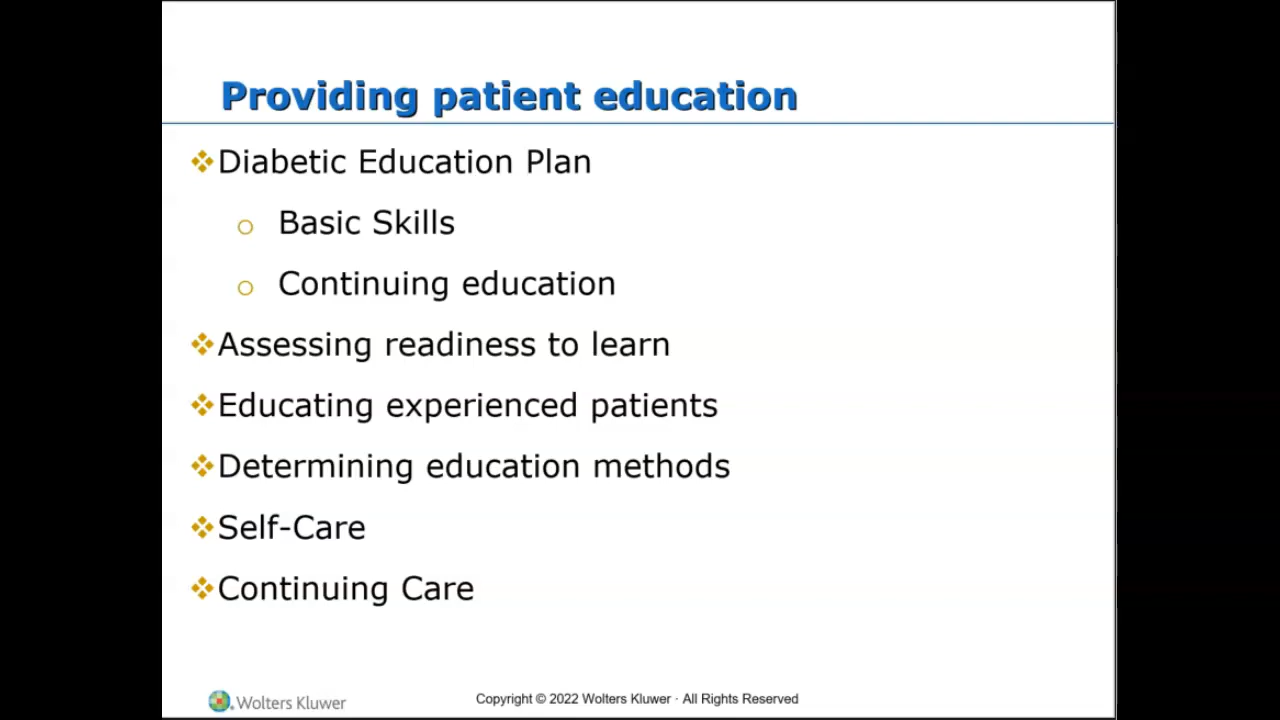 Providing patient education
Diabetic Education Plan
Basic Skills
Continuing education
Assessing readiness to learn
Educating experienced patients
Determining education methods
Self-Care
Continuing Care
Wolters Kluwer
Copyright © 2022 Wolters Kluwer · All Rights Reserved